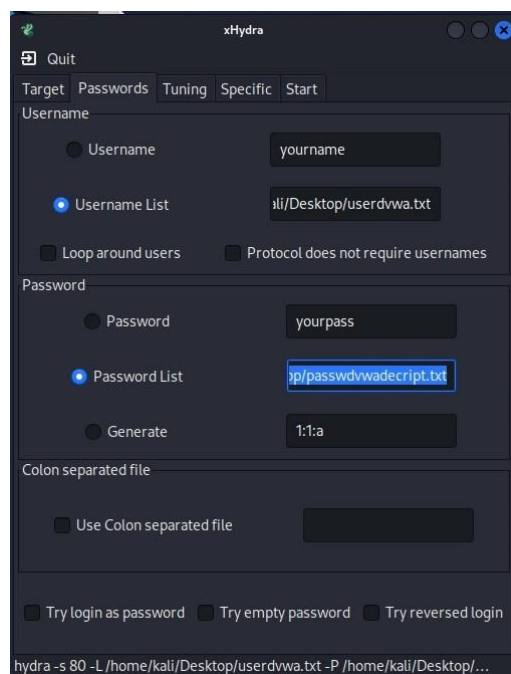 xHydra
Quit
Target Passwords Tuning Specific Start
Username
Username yourname
Username List ali/Desktop/userdvwa.txt
Loop around users Protocol does not require usernames
Password
Password yourpass
Password List op/passwdvwadecript.txt
Generate 1:1:a
Colon separated file
Use Colon separated file
Try login as password Try empty password Try reversed login
hydra -s 80 -L /home/kali/Desktop/userdvwa.txt -P /home/kali/Desktop/...